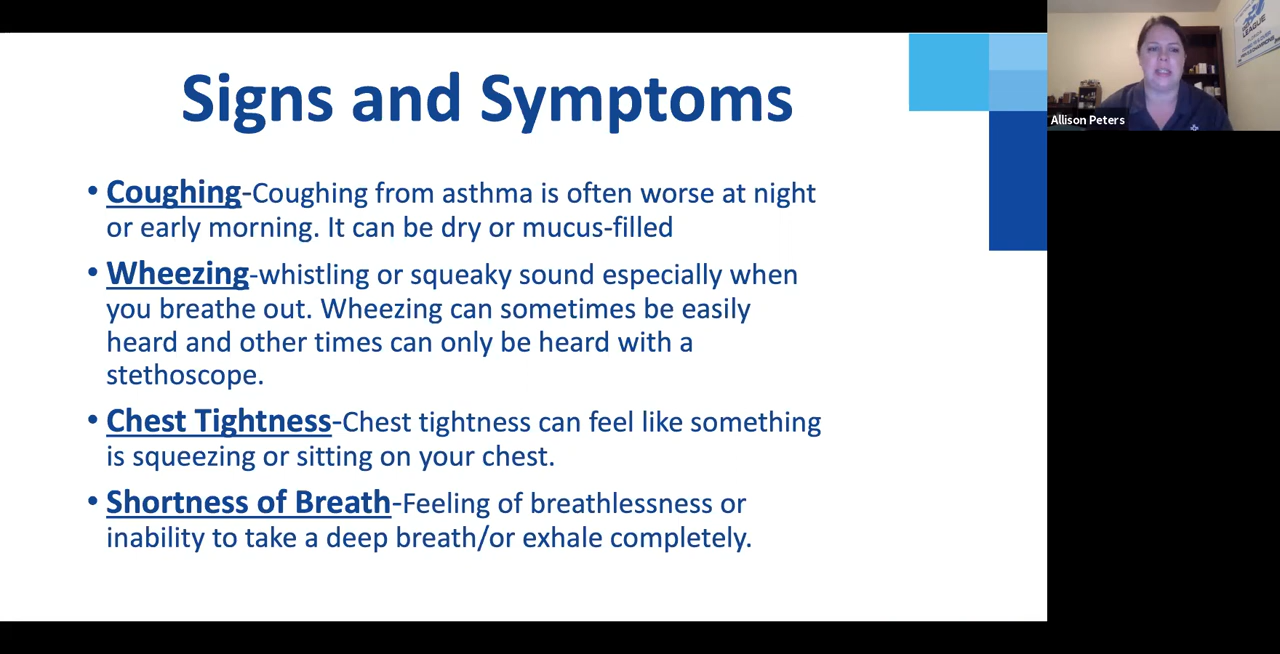 Signs and Symptoms
• Coughing-Coughing from asthma is often worse at night
or early morning. It can be dry or mucus-filled
• Wheezing-whistling or squeaky sound especially when
you breathe out. Wheezing can sometimes be easily
heard and other times can only be heard with a
stethoscope.
• Chest Tightness-Chest tightness can feel like something
is squeezing or sitting on your chest.
• Shortness of Breath-Feeling of breathlessness or
inability to take a deep breath/or exhale completely.
LEAGUE
Allison Peters